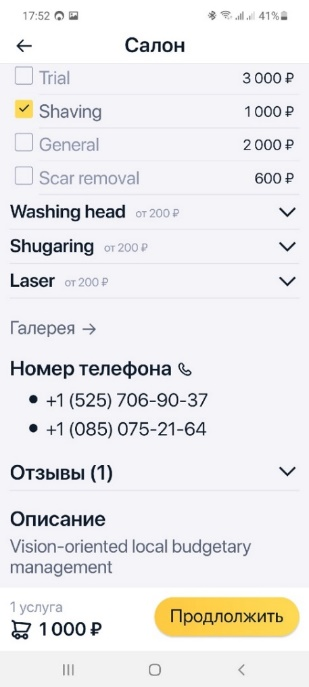 17:52 41%
Салон
Trial 3 000 ₽
Shaving 1 000 ₽
General 2 000 ₽
Scar removal 600 ₽
Washing head от 200 ₽
Shugaring от 200 ₽
Laser от 200 ₽
Галерея →
Номер телефона
• +1 (525) 706-90-37
• +1 (085) 075-21-64
Отзывы (1)
Описание
Vision-oriented local budgetary
management
1 услуга
1 000 ₽ Продлолжить